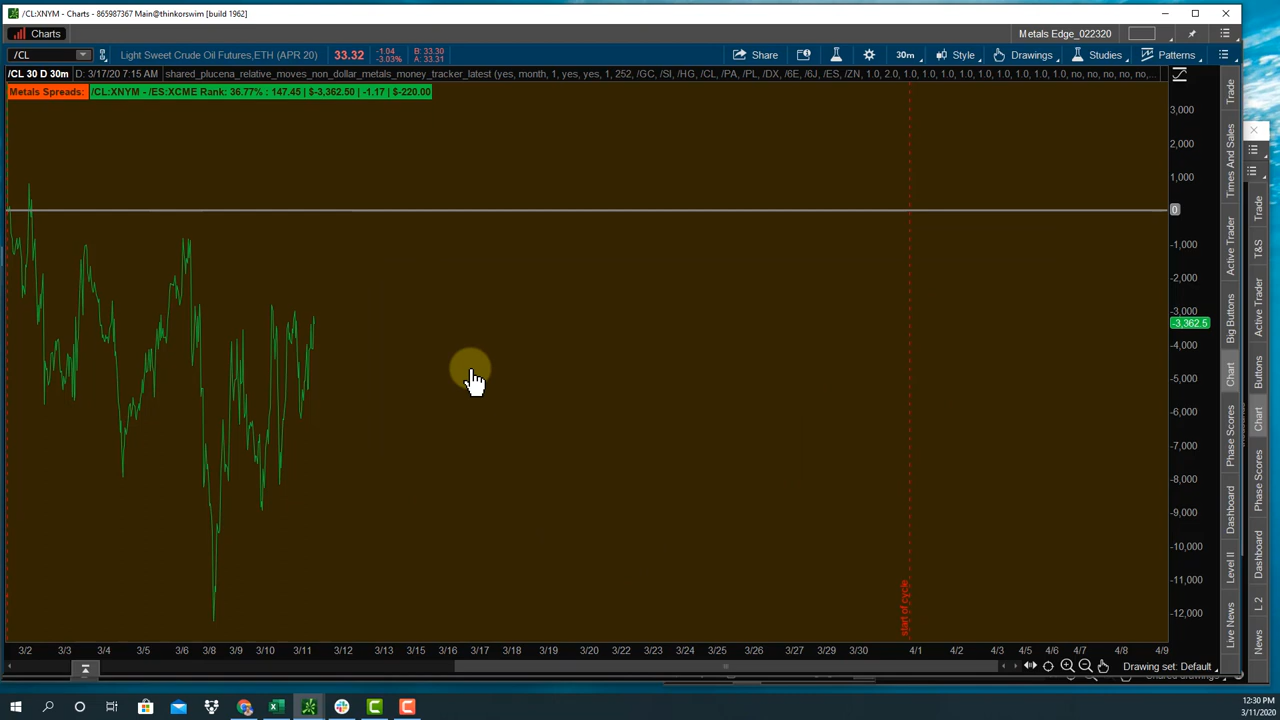 /CL:XNYM - Charts - 865987367 Main@thinkorswim [build 1962]
Charts
Metals Edge_022320
/CL
Light Sweet Crude Oil Futures,ETH (APR 20)
33.32
-1.04
-3.03%
B: 33.30
A: 33.31
Share
30m
Style
Drawings
Studies
Patterns
/CL 30 D 30m
D: 3/17/20 7:15 AM
shared_plucena_relative_moves_non_dollar_metals_money_tracker_latest (yes, month, 1, yes, yes, 1, 252, /GC, /SI, /HG, /CL, /PA, /PL, /DX, /6E, /6J, /ES, /ZN, 1.0, 2.0, 1.0, 1.0, 1.0, 1.0, 1.0, 1.0, 1.0, 1.0, 1.0, no, no, no, no, no,...
Metals Spreads:
/CL:XNYM - /ES:XCME Rank: 36.77% : 147.45 | $-3,362.50 | -1.17 | $-220.00
3,000
2,000
1,000
0
-1,000
-2,000
-3,000
-3,362.5
-4,000
-5,000
-6,000
-7,000
-8,000
-9,000
-10,000
-11,000
-12,000
start of cycle
3/2
3/3
3/4
3/5
3/6
3/8
3/9
3/10
3/11
3/12
3/13
3/15
3/16
3/17
3/18
3/19
3/20
3/22
3/23
3/24
3/25
3/26
3/27
3/29
3/30
4/1
4/2
4/3
4/5
4/6
4/7
4/8
4/9
Drawing set: Default
Trade
Times And Sales
Active Trader
Big Buttons
Chart
Phase Scores
Dashboard
Level II
Live News
Trade
T&S
Active Trader
Buttons
Chart
Phase Scores
Dashboard
L 2
News
12:30 PM
3/11/2020